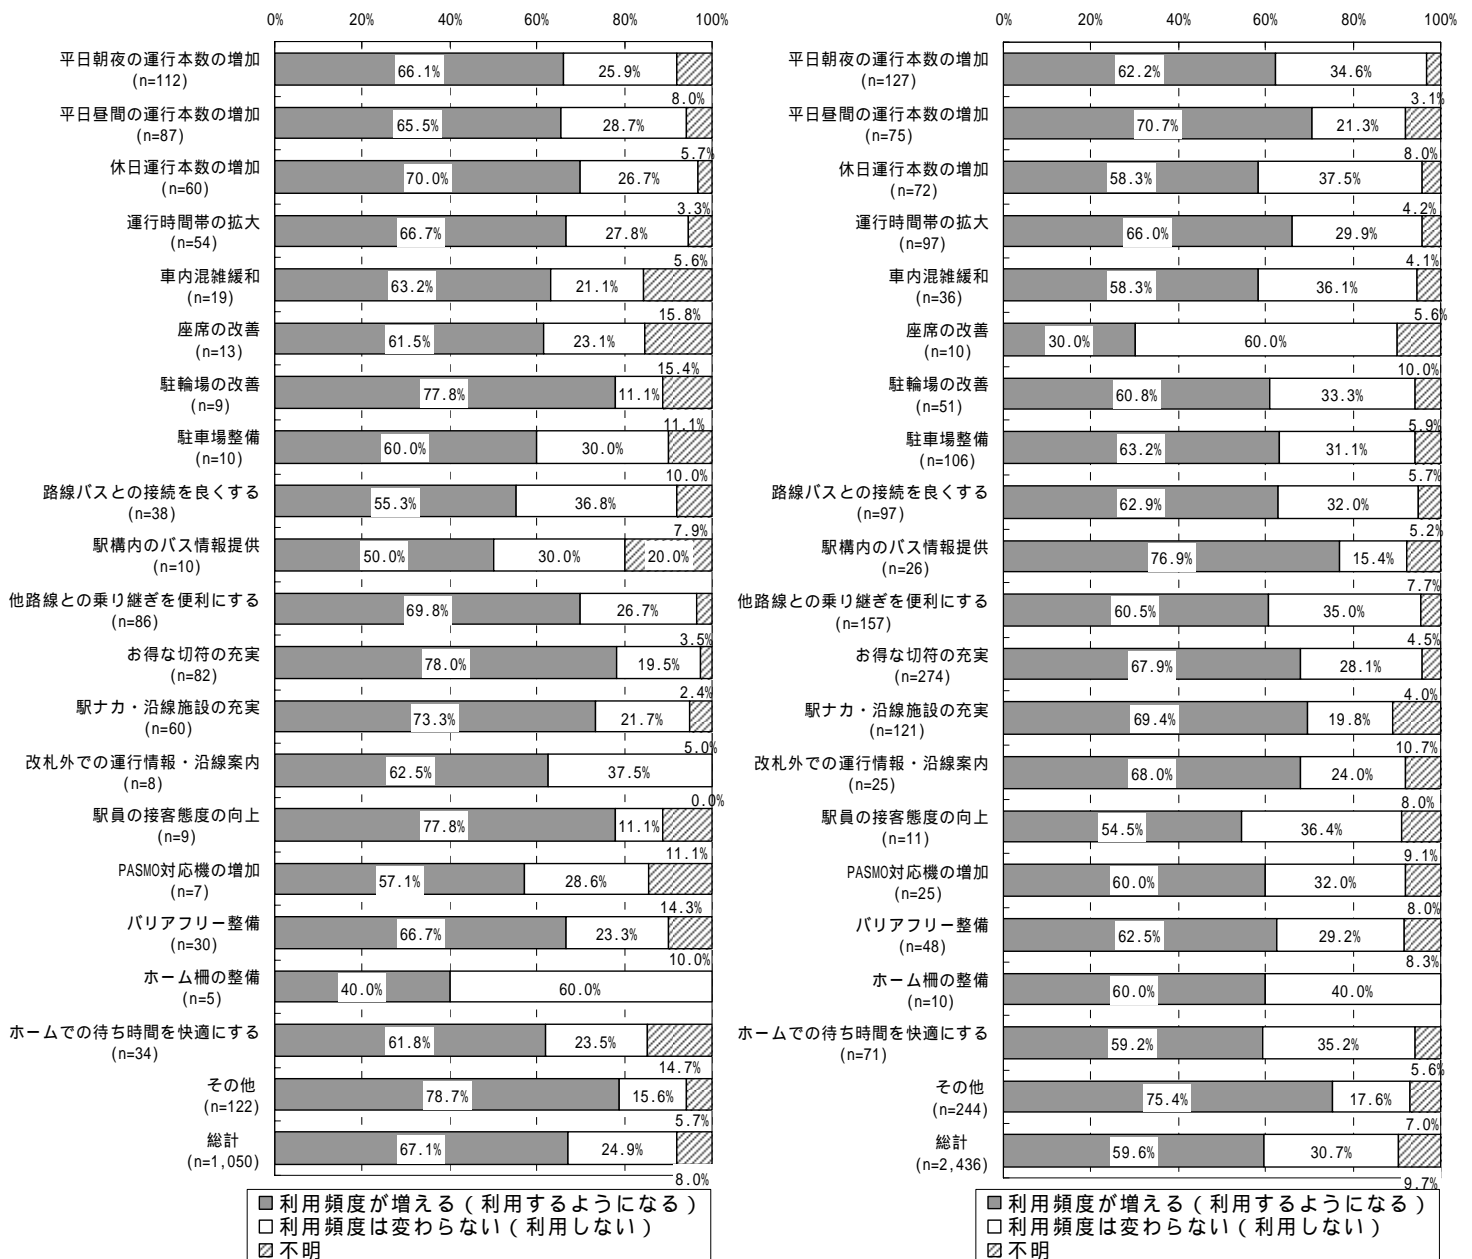 0% 20% 40% 60% 80% 100%
平日朝夜の運行本数の増加
(n=112)
66.1% 25.9% 8.0%
平日昼間の運行本数の増加
(n=87)
65.5% 28.7% 5.7%
休日運行本数の増加
(n=60)
70.0% 26.7% 3.3%
運行時間帯の拡大
(n=54)
66.7% 27.8% 5.6%
車内混雑緩和
(n=19)
63.2% 21.1% 15.8%
座席の改善
(n=13)
61.5% 23.1% 15.4%
駐輪場の改善
(n=9)
77.8% 11.1% 11.1%
駐車場整備
(n=10)
60.0% 30.0% 10.0%
路線バスとの接続を良くする
(n=38)
55.3% 36.8% 7.9%
駅構内のバス情報提供
(n=10)
50.0% 30.0% 20.0%
他路線との乗り継ぎを便利にする
(n=86)
69.8% 26.7% 3.5%
お得な切符の充実
(n=82)
78.0% 19.5% 2.4%
駅ナカ・沿線施設の充実
(n=60)
73.3% 21.7% 5.0%
改札外での運行情報・沿線案内
(n=8)
62.5% 37.5% 0.0%
駅員の接客態度の向上
(n=9)
77.8% 11.1% 11.1%
PASMO対応機の増加
(n=7)
57.1% 28.6% 14.3%
バリアフリー整備
(n=30)
66.7% 23.3% 10.0%
ホーム柵の整備
(n=5)
40.0% 60.0%
ホームでの待ち時間を快適にする
(n=34)
61.8% 23.5% 14.7%
その他
(n=122)
78.7% 15.6% 5.7%
総計
(n=1,050)
67.1% 24.9% 8.0%
利用頻度が増える（利用するようになる）
利用頻度は変わらない（利用しない）
不明
0% 20% 40% 60% 80% 100%
平日朝夜の運行本数の増加
(n=127)
62.2% 34.6% 3.1%
平日昼間の運行本数の増加
(n=75)
70.7% 21.3% 8.0%
休日運行本数の増加
(n=72)
58.3% 37.5% 4.2%
運行時間帯の拡大
(n=97)
66.0% 29.9% 4.1%
車内混雑緩和
(n=36)
58.3% 36.1% 5.6%
座席の改善
(n=10)
30.0% 60.0% 10.0%
駐輪場の改善
(n=51)
60.8% 33.3% 5.9%
駐車場整備
(n=106)
63.2% 31.1% 5.7%
路線バスとの接続を良くする
(n=97)
62.9% 32.0% 5.2%
駅構内のバス情報提供
(n=26)
76.9% 15.4% 7.7%
他路線との乗り継ぎを便利にする
(n=157)
60.5% 35.0% 4.5%
お得な切符の充実
(n=274)
67.9% 28.1% 4.0%
駅ナカ・沿線施設の充実
(n=121)
69.4% 19.8% 10.7%
改札外での運行情報・沿線案内
(n=25)
68.0% 24.0% 8.0%
駅員の接客態度の向上
(n=11)
54.5% 36.4% 9.1%
PASMO対応機の増加
(n=25)
60.0% 32.0% 8.0%
バリアフリー整備
(n=48)
62.5% 29.2% 8.3%
ホーム柵の整備
(n=10)
60.0% 40.0%
ホームでの待ち時間を快適にする
(n=71)
59.2% 35.2% 5.6%
その他
(n=244)
75.4% 17.6% 7.0%
総計
(n=2,436)
59.6% 30.7% 9.7%
利用頻度が増える（利用するようになる）
利用頻度は変わらない（利用しない）
不明